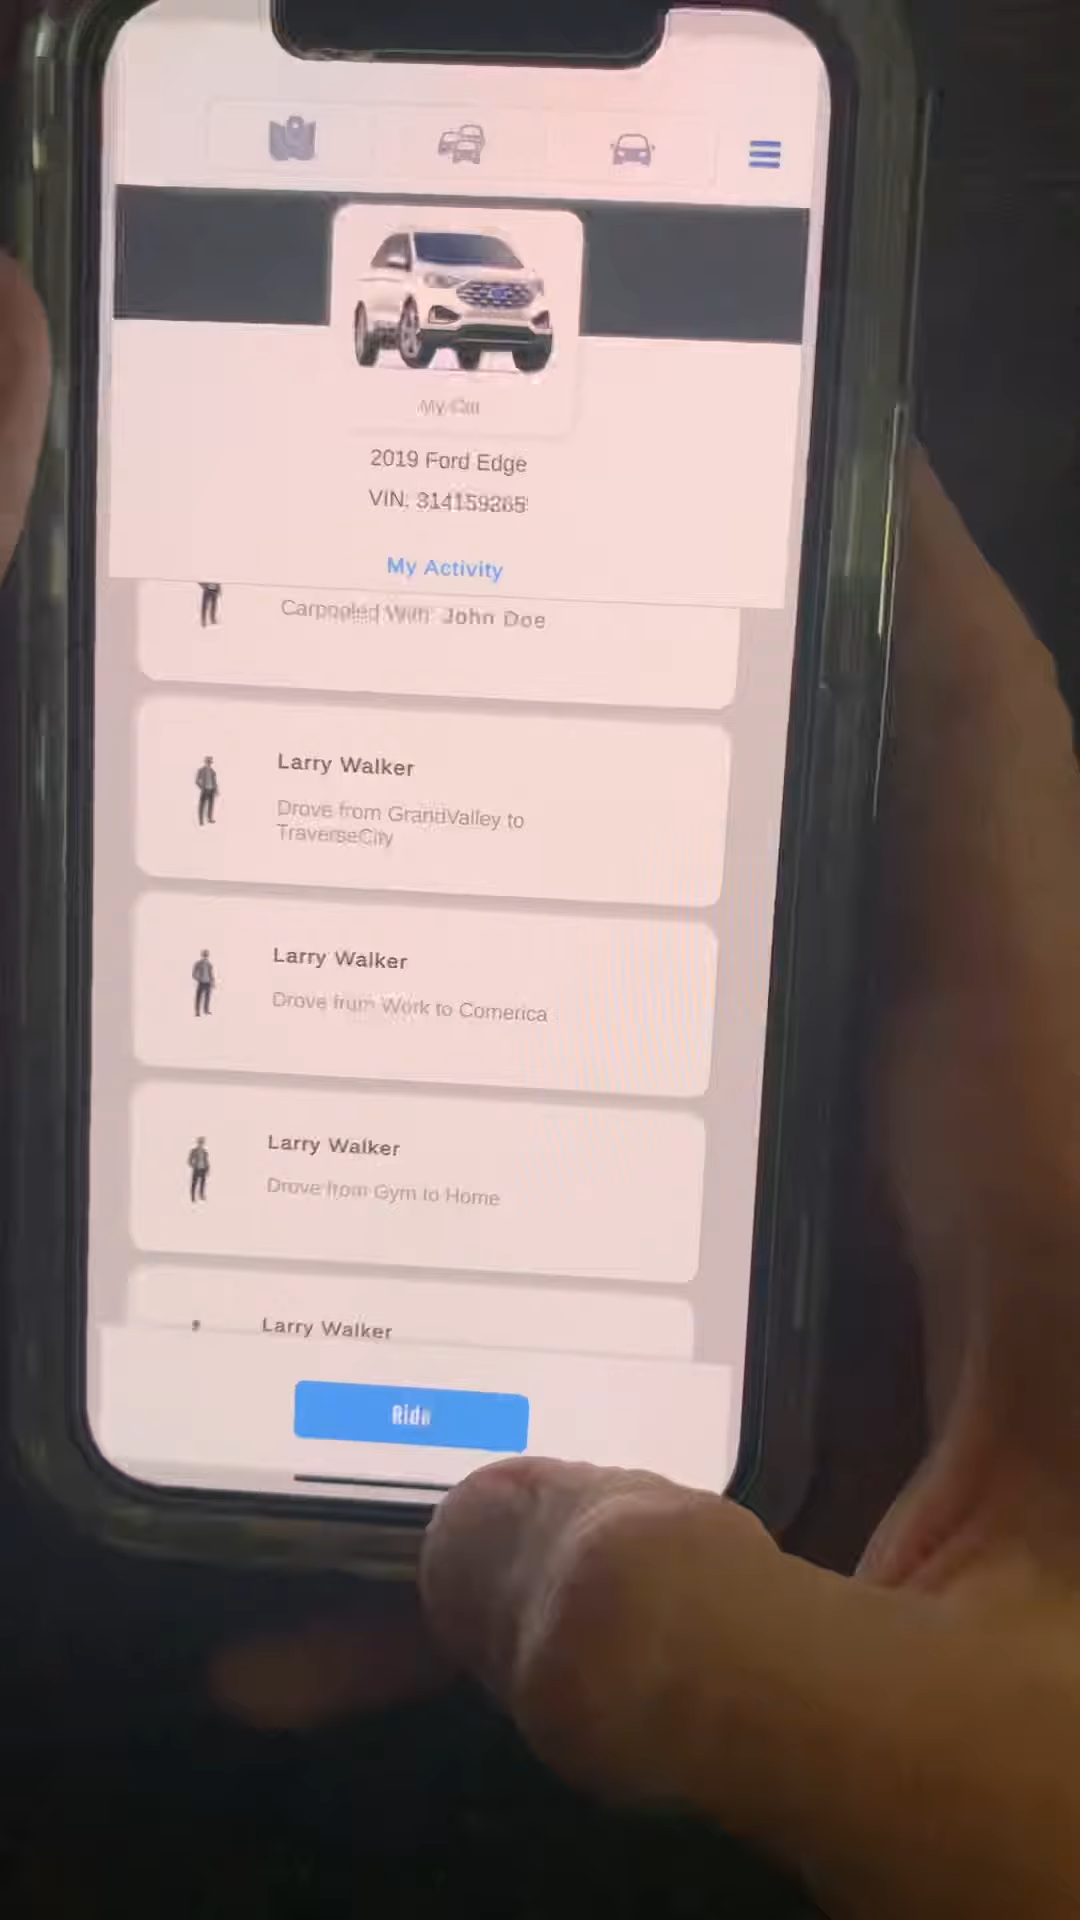 My Car
2019 Ford Edge
VIN: 314159265
My Activity
Carpooled With John Doe
Larry Walker
Drove from GrandValley to
TraverseCity
Larry Walker
Drove from Work to Comerica
Larry Walker
Drove from Gym to Home
Larry Walker
Ride